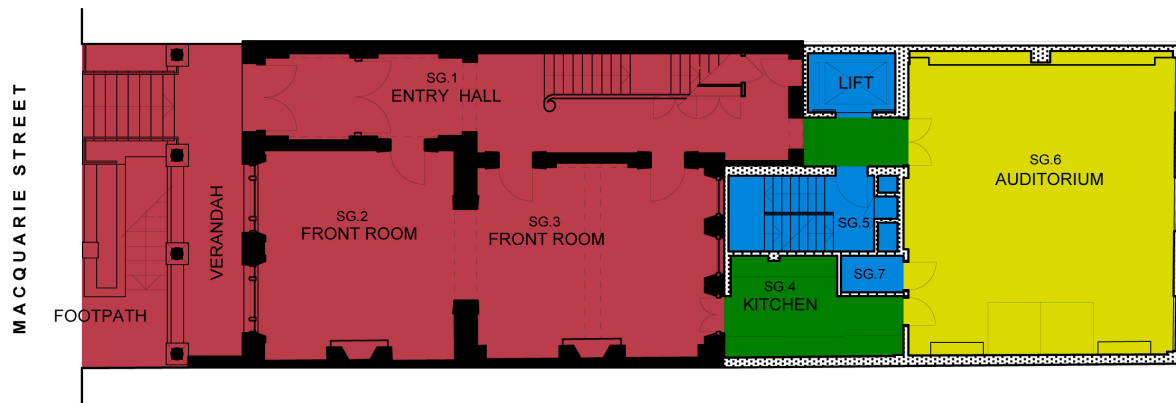 MACQUARIE STREET
FOOTPATH
VERANDAH
SG.1
ENTRY HALL
SG.2
FRONT ROOM
SG.3
FRONT ROOM
LIFT
SG.5
SG.7
SG.4
KITCHEN
SG.6
AUDITORIUM